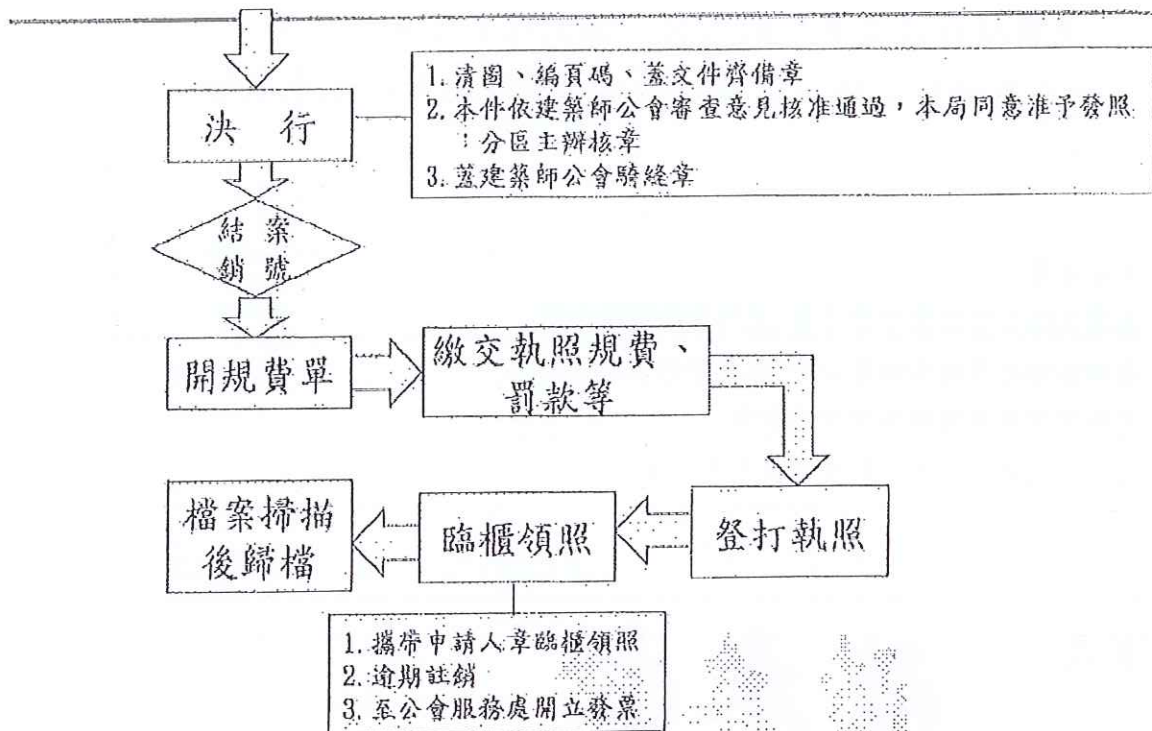 決 行
1. 清圖、編頁碼、蓋文件齊備章
2. 本件依建築師公會審查意見核准通過，本局同意准予發照
；分區主辦核章
3. 蓋建築師公會騎縫章
結 案
銷 號
開規費單
繳交執照規費、
罰款等
登打執照
臨櫃領照
檔案掃描
後歸檔
1. 攜帶申請人章臨櫃領照
2. 逾期註銷
3. 至公會服務處開立發票